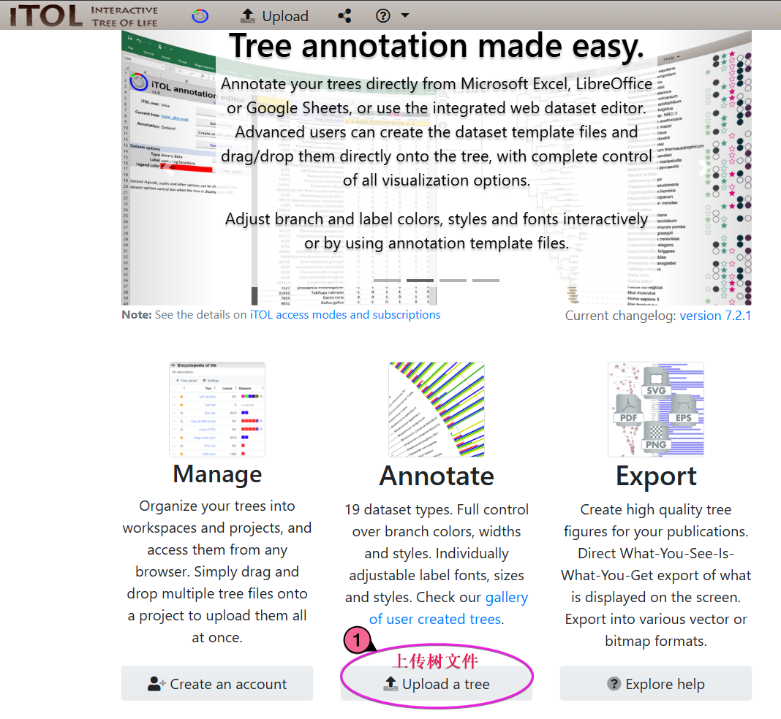 iTOL INTERACTIVE
TREE OF LIFE
Upload
Tree annotation made easy.
Annotate your trees directly from Microsoft Excel, LibreOffice
or Google Sheets, or use the integrated web dataset editor.
Advanced users can create the dataset template files and
drag/drop them directly onto the tree, with complete control
of all visualization options.
Adjust branch and label colors, styles and fonts interactively
or by using annotation template files.
Note: See the details on iTOL access modes and subscriptions
Current changelog: version 7.2.1
Manage
Organize your trees into
workspaces and projects, and
access them from any
browser. Simply drag and
drop multiple tree files onto
a project to upload them all
at once.
Create an account
Annotate
19 dataset types. Full control
over branch colors, widths
and styles. Individually
adjustable label fonts, sizes
and styles. Check our gallery
of user created trees.
1
上传树文件
Upload a tree
SVG
PDF
EPS
PNG
Export
Create high quality tree
figures for your publications.
Direct What-You-See-Is-
What-You-Get export of what
is displayed on the screen.
Export into various vector or
bitmap formats.
Explore help